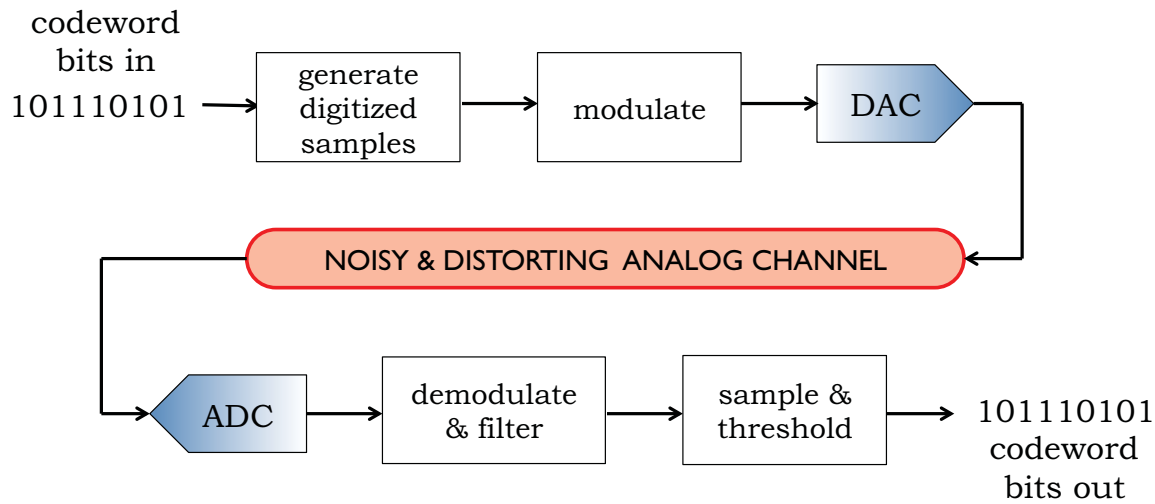 codeword
bits in
101110101
generate
digitized
samples
modulate
DAC
NOISY & DISTORTING ANALOG CHANNEL
ADC
demodulate
& filter
sample &
threshold
101110101
codeword
bits out